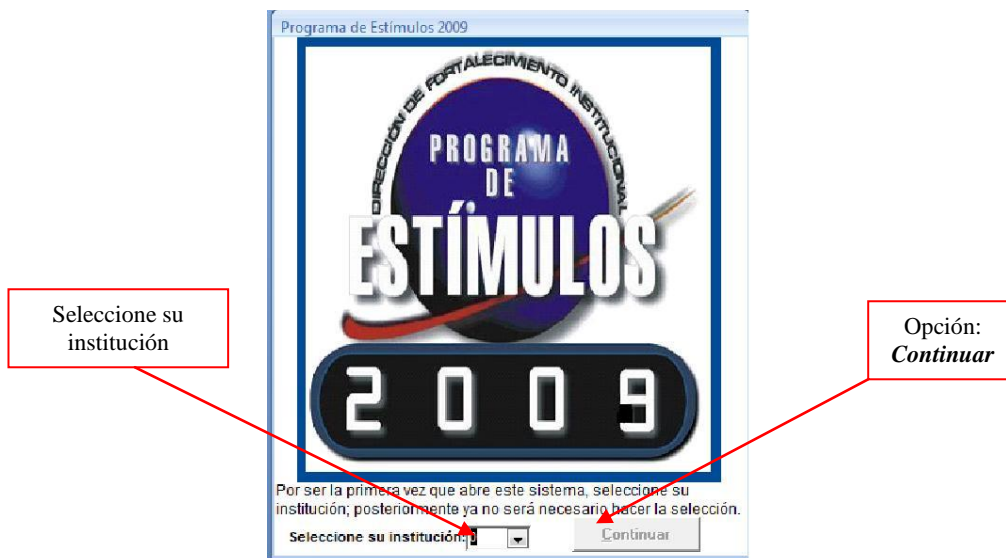 Programa de Estímulos 2009
DIRECCIÓN DE FORTALECIMIENTO INSTITUCIONAL
PROGRAMA
DE
ESTÍMULOS
2009
Seleccione su
institución
Opción:
Continuar
Por ser la primera vez que abre este sistema, seleccione su
institución; posteriormente ya no será necesario hacer la selección.
Seleccione su institución:
Continuar